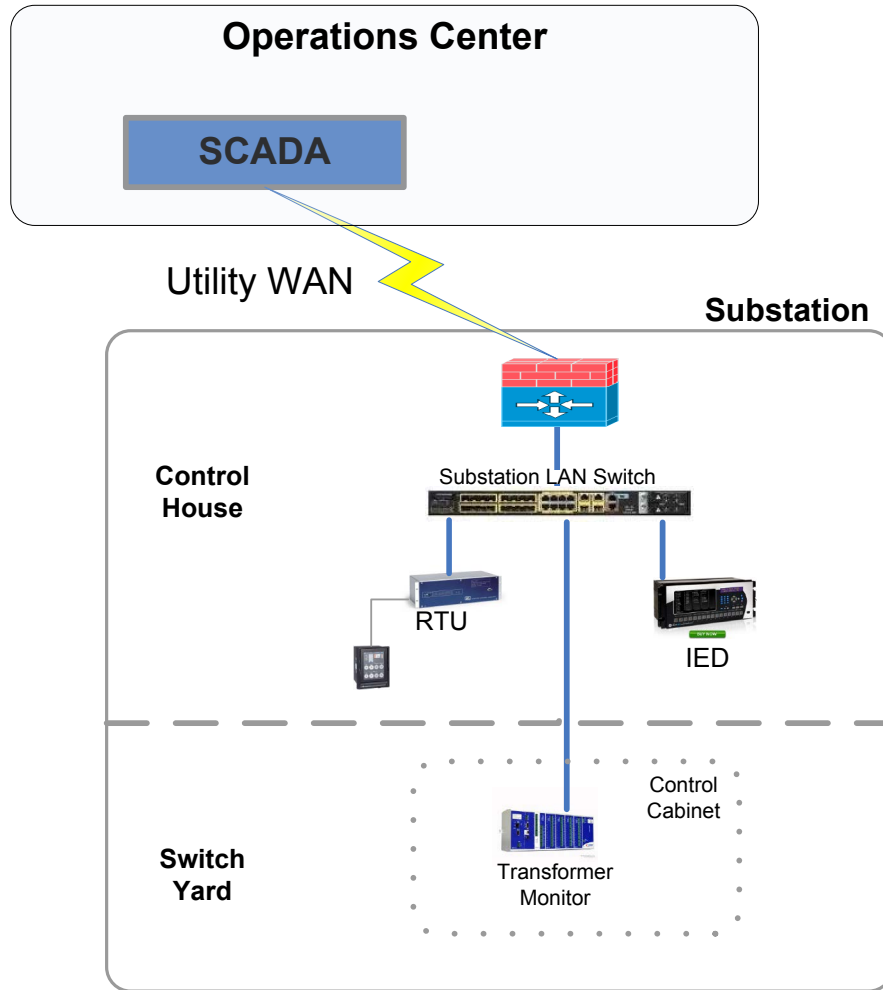 Operations Center
SCADA
Utility WAN
Substation
Control
House
Substation LAN Switch
RTU
IED
Control
Cabinet
Switch
Yard
Transformer
Monitor